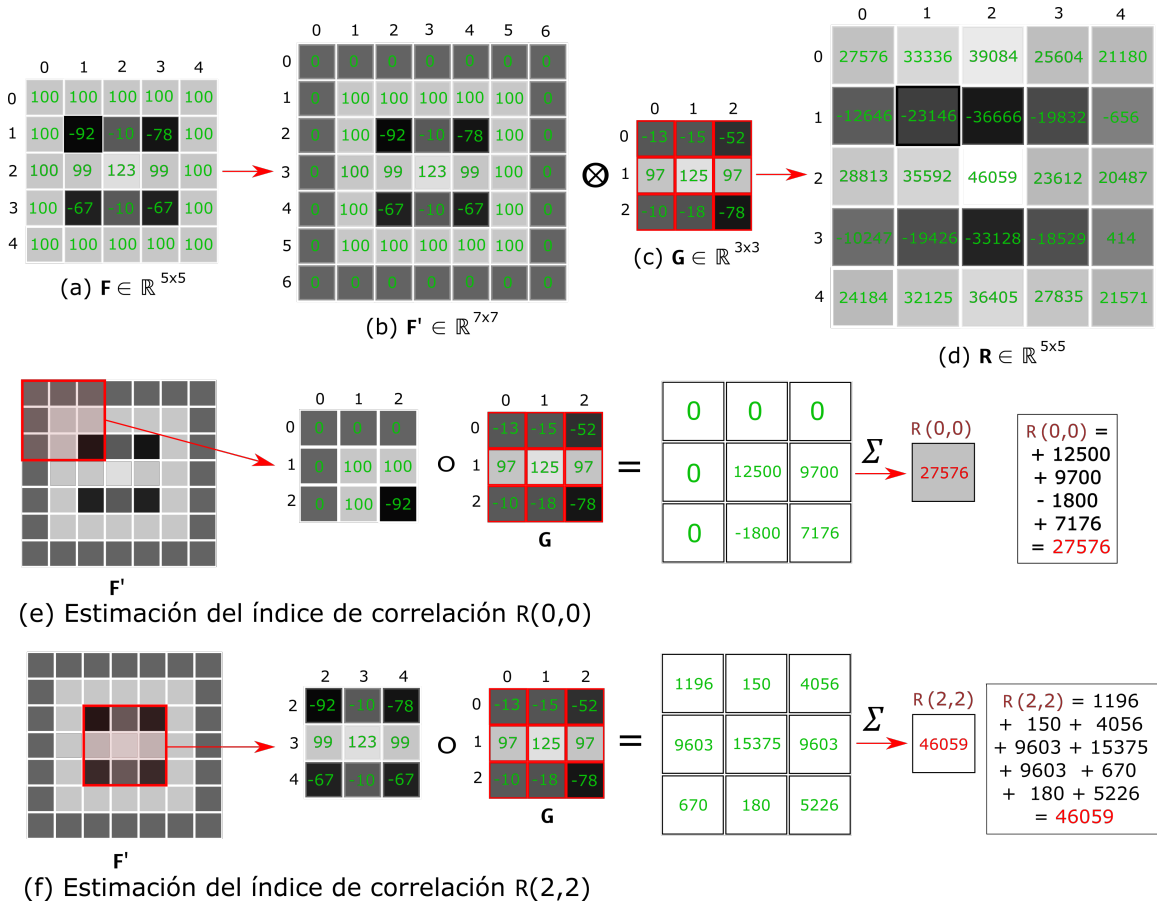 0 1 2 3 4
0 100 100 100 100 100
1 100 -92 -10 -78 100
2 100 99 123 99 100
3 100 -67 -10 -67 100
4 100 100 100 100 100
(a) F ∈ ℝ 5x5
0 1 2 3 4 5 6
0 0 0 0 0 0 0 0
1 0 100 100 100 100 100 0
2 0 100 -92 -10 -78 100 0
3 0 100 99 123 99 100 0
4 0 100 -67 -10 -67 100 0
5 0 100 100 100 100 100 0
6 0 0 0 0 0 0 0
(b) F' ∈ ℝ 7x7
⊗
0 1 2
0 -13 -15 -52
1 97 125 97
2 -10 -18 -78
(c) G ∈ ℝ 3x3
0 1 2 3 4
0 27576 33336 39084 25604 21180
1 -12646 -23146 -36666 -19832 -656
2 28813 35592 46059 23612 20487
3 -10247 -19426 -33128 -18529 414
4 24184 32125 36405 27835 21571
(d) R ∈ ℝ 5x5
F'
0 1 2
0 0 0 0
1 0 100 100
2 0 100 -92
O
0 1 2
0 -13 -15 -52
1 97 125 97
2 -10 -18 -78
G
=
0 0 0
0 12500 9700
0 -1800 7176
Σ
R(0,0)
27576
R(0,0) =
+ 12500
+ 9700
- 1800
+ 7176
= 27576
(e) Estimación del índice de correlación R(0,0)
F'
2 3 4
2 -92 -10 -78
3 99 123 99
4 -67 -10 -67
O
0 1 2
0 -13 -15 -52
1 97 125 97
2 -10 -18 -78
G
=
1196 150 4056
9603 15375 9603
670 180 5226
Σ
R(2,2)
46059
R(2,2) = 1196
+ 150 + 4056
+ 9603 + 15375
+ 9603 + 670
+ 180 + 5226
= 46059
(f) Estimación del índice de correlación R(2,2)